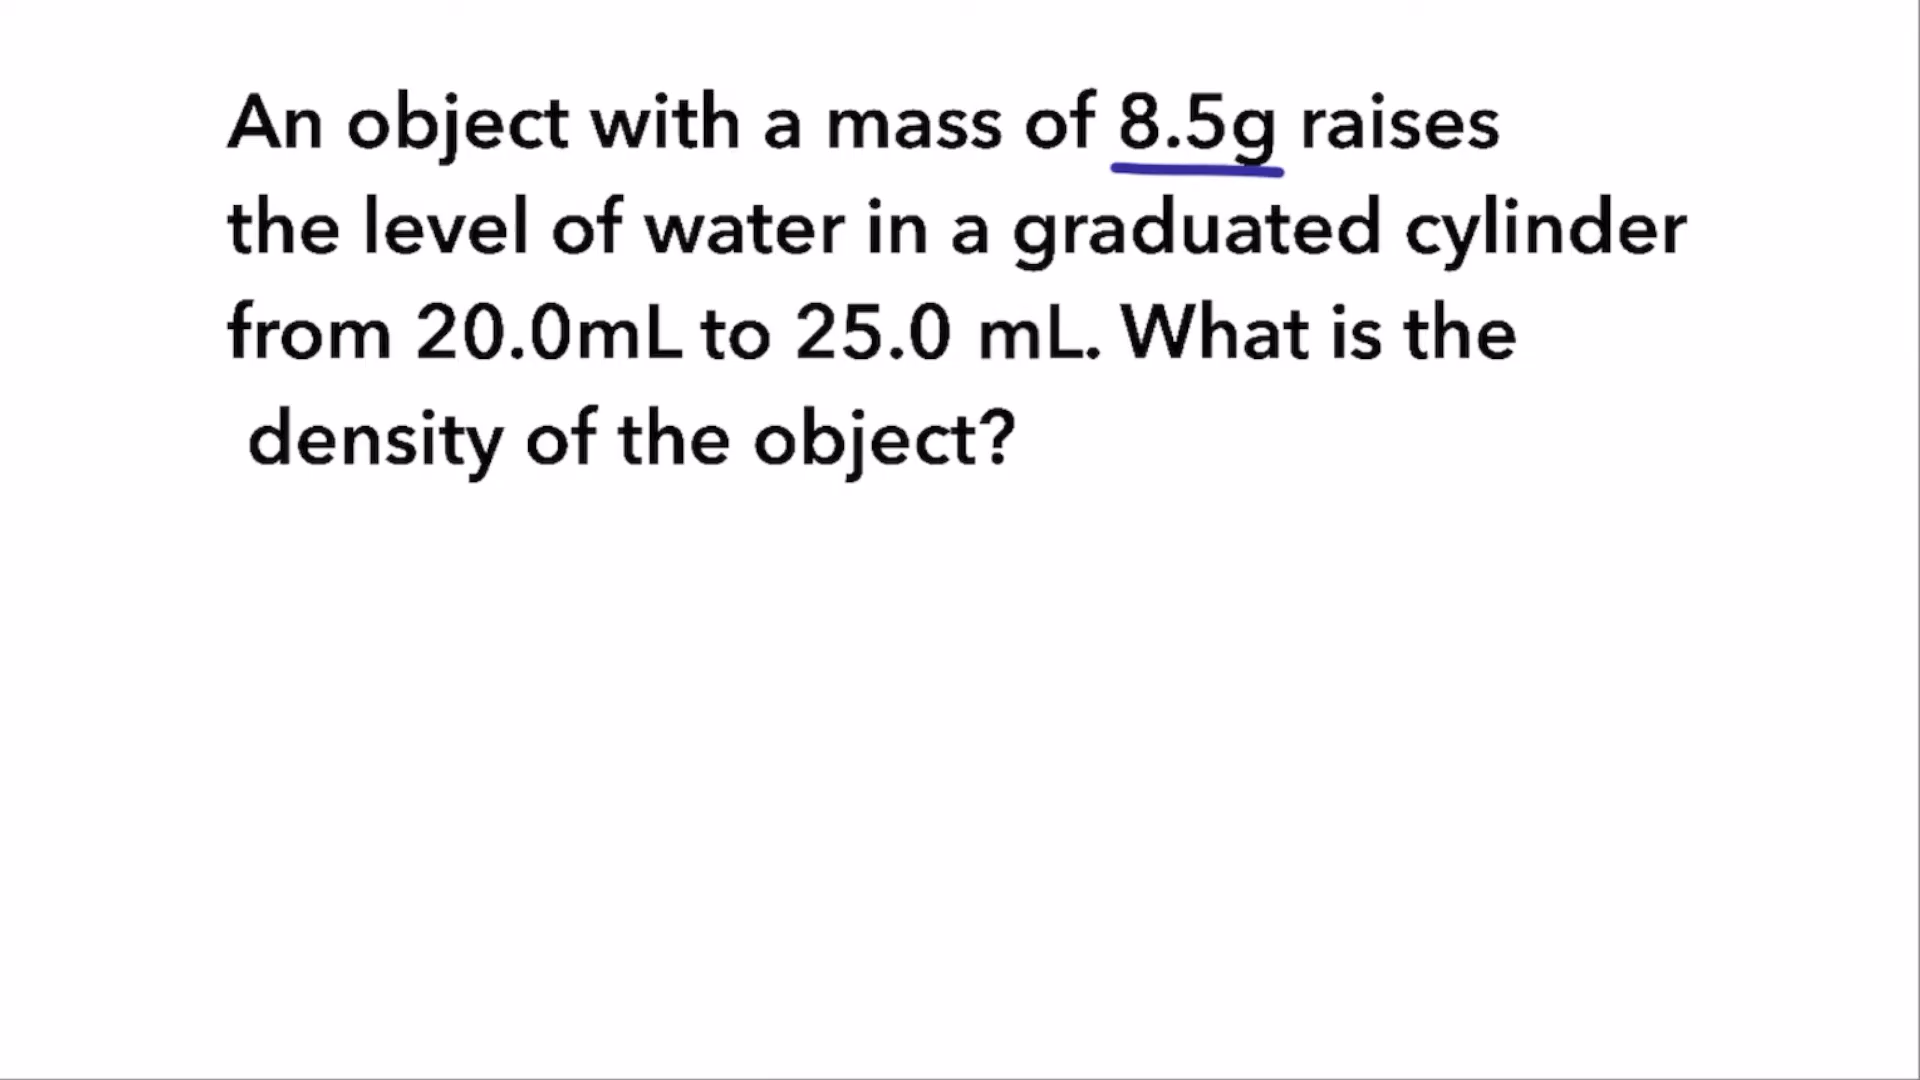 An object with a mass of 8.5g raises
the level of water in a graduated cylinder
from 20.0mL to 25.0 mL. What is the
density of the object?